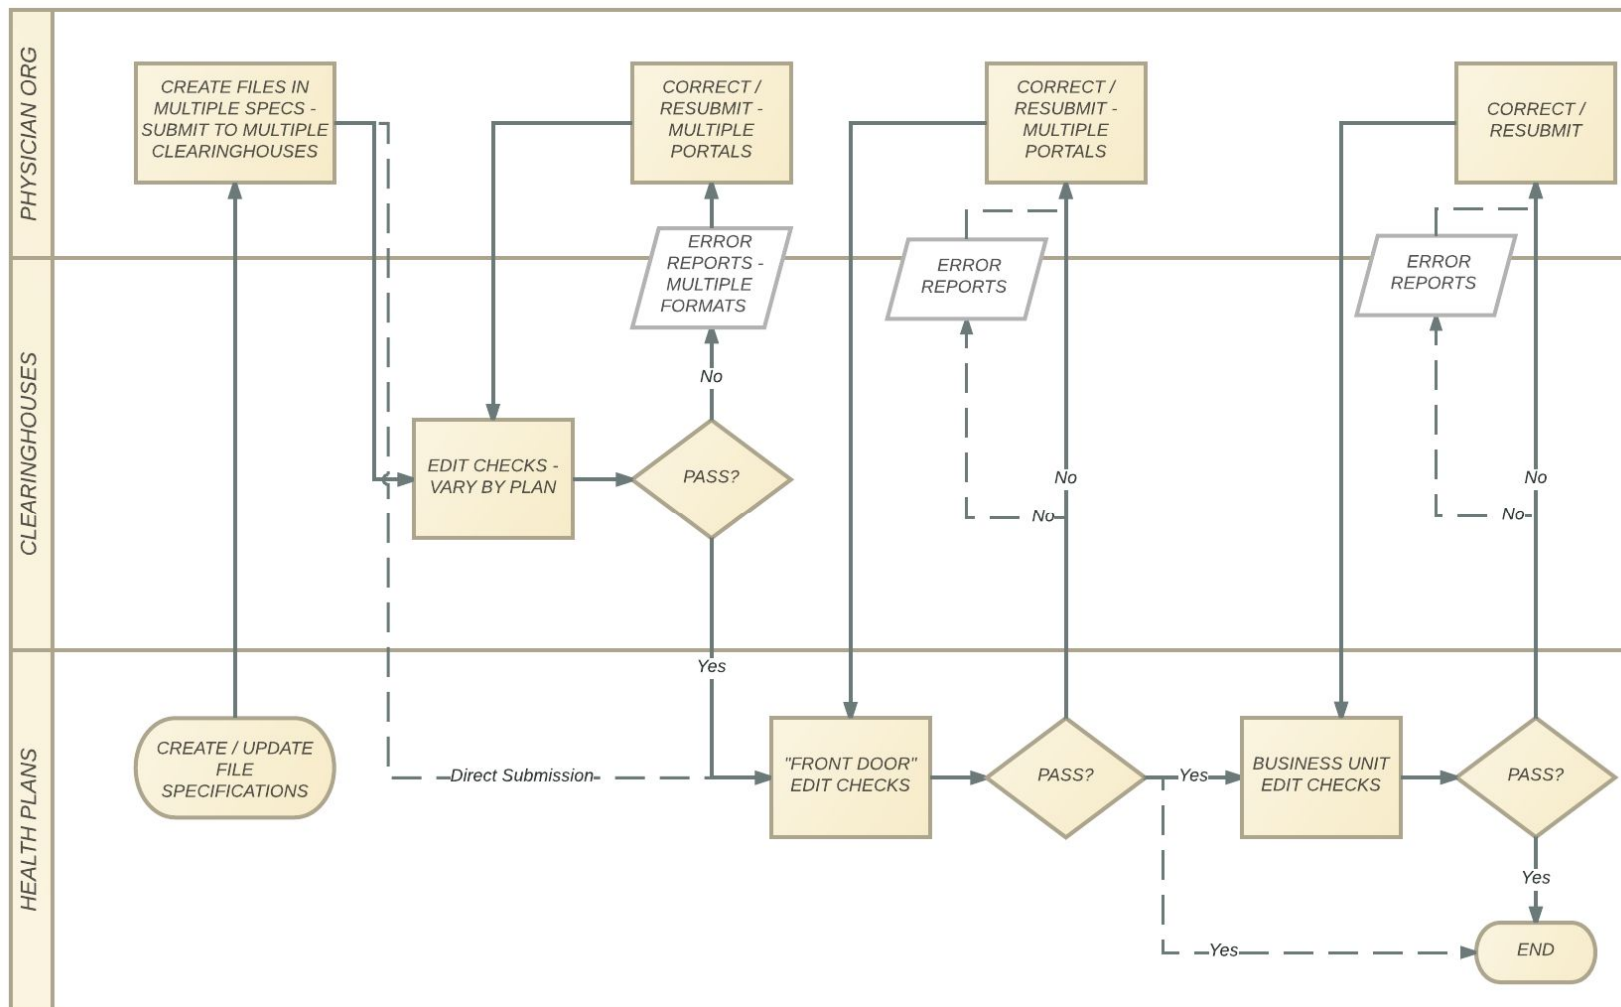 PHYSICIAN ORG
CREATE FILES IN
MULTIPLE SPECS -
SUBMIT TO MULTIPLE
CLEARINGHOUSES
CORRECT /
RESUBMIT -
MULTIPLE
PORTALS
CORRECT /
RESUBMIT -
MULTIPLE
PORTALS
CORRECT /
RESUBMIT
ERROR
REPORTS -
MULTIPLE
FORMATS
ERROR
REPORTS
ERROR
REPORTS
CLEARINGHOUSES
No
EDIT CHECKS -
VARY BY PLAN
PASS?
No
No
No
No
Yes
HEALTH PLANS
CREATE / UPDATE
FILE
SPECIFICATIONS
Direct Submission
"FRONT DOOR"
EDIT CHECKS
PASS?
Yes
BUSINESS UNIT
EDIT CHECKS
PASS?
Yes
Yes
END